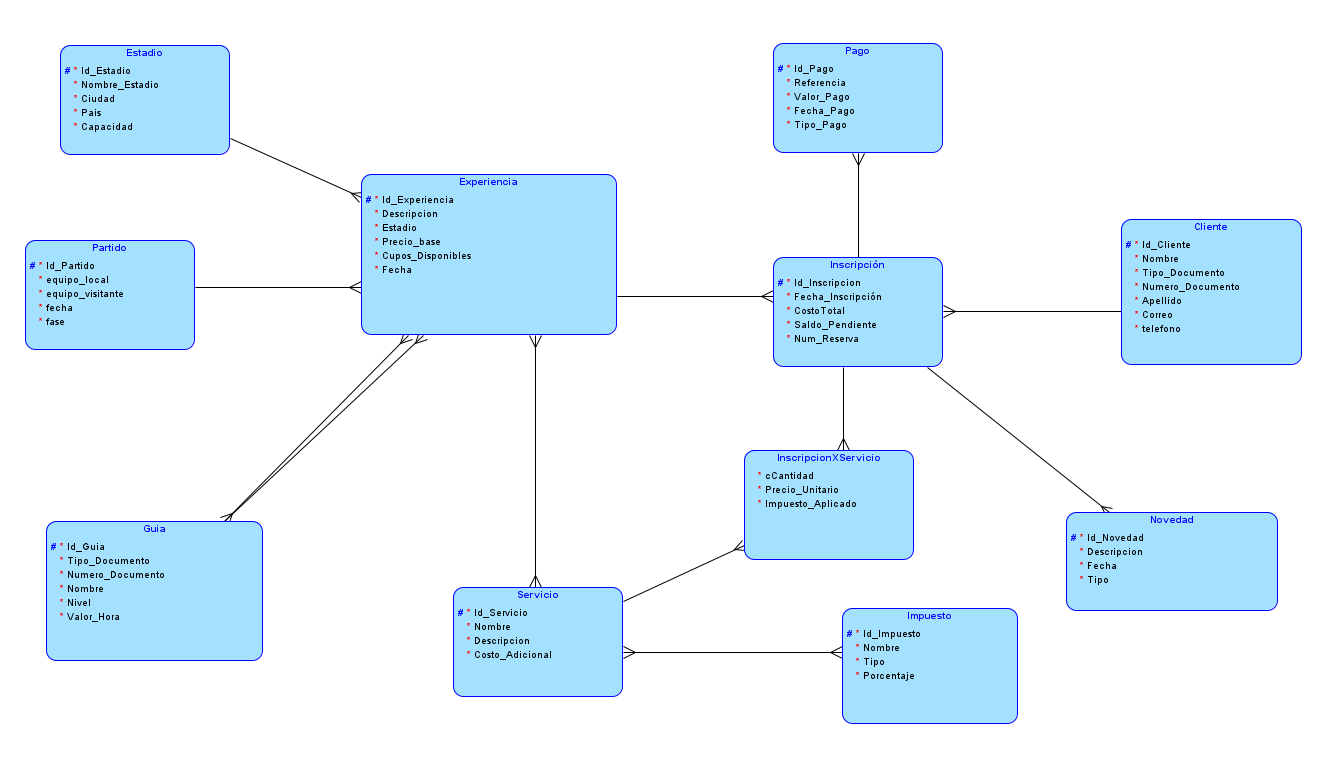 Estadio
# * Id_Estadio
* Nombre_Estadio
* Ciudad
* Pais
* Capacidad
Pago
# * Id_Pago
* Referencia
* Valor_Pago
* Fecha_Pago
* Tipo_Pago
Experiencia
# * Id_Experiencia
* Descripcion
* Estadio
* Precio_base
* Cupos_Disponibles
* Fecha
Partido
# * Id_Partido
* equipo_local
* equipo_visitante
* fecha
* fase
Inscripción
# * Id_Inscripcion
* Fecha_Inscripción
* CostoTotal
* Saldo_Pendiente
* Num_Reserva
Cliente
# * Id_Cliente
* Nombre
* Tipo_Documento
* Numero_Documento
* Apellido
* Correo
* telefono
InscripcionXServicio
* cCantidad
* Precio_Unitario
* Impuesto_Aplicado
Guia
# * Id_Guia
* Tipo_Documento
* Numero_Documento
* Nombre
* Nivel
* Valor_Hora
Novedad
# * Id_Novedad
* Descripcion
* Fecha
* Tipo
Servicio
# * Id_Servicio
* Nombre
* Descripcion
* Costo_Adicional
Impuesto
# * Id_Impuesto
* Nombre
* Tipo
* Porcentaje